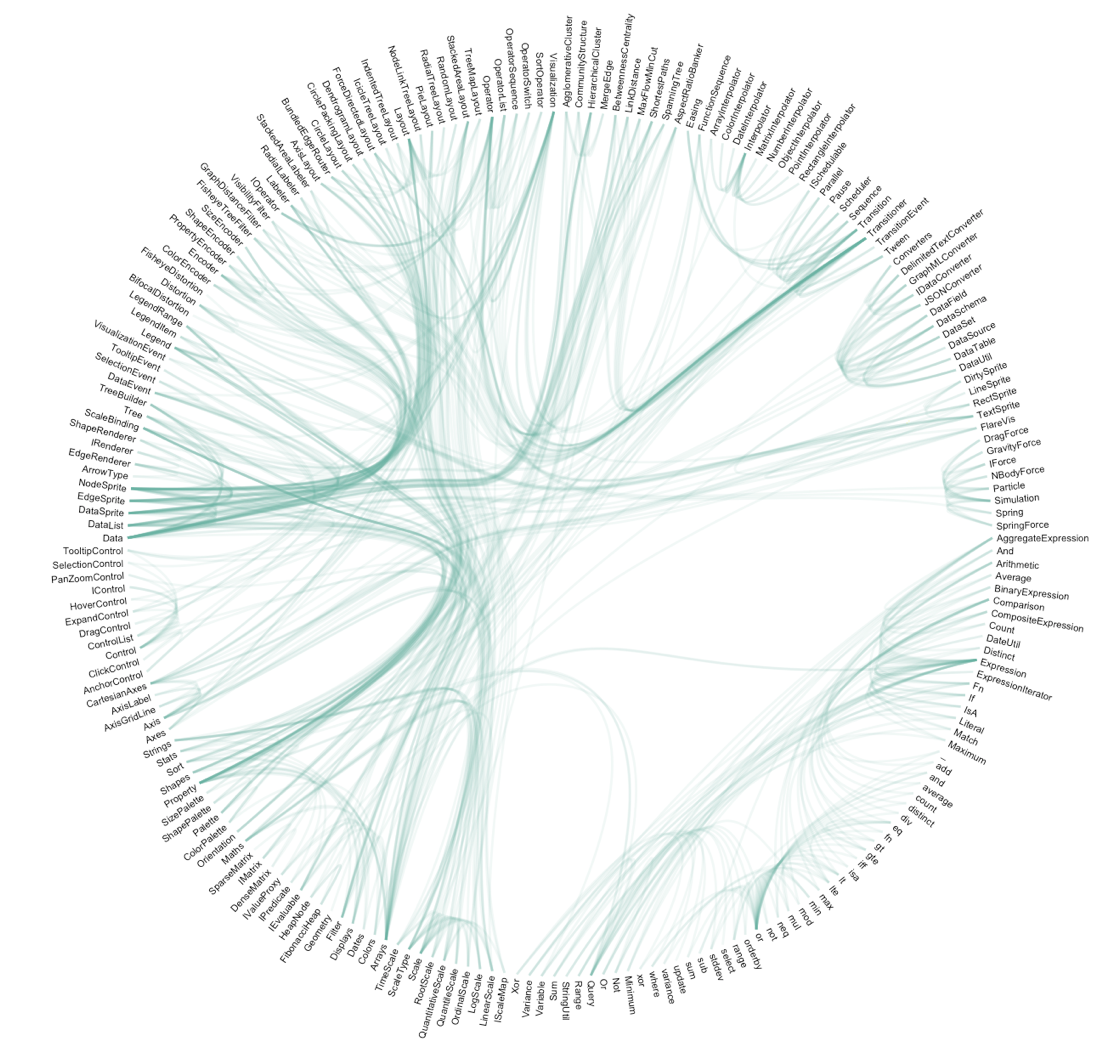 AgglomerativeCluster
CommunityStructure
HierarchicalCluster
MergeEdge
BetweennessCentrality
LinkDistance
MaxFlowMinCut
ShortestPaths
SpanningTree
AspectRatioBanker
Easing
FunctionSequence
ArrayInterpolator
ColorInterpolator
DateInterpolator
Interpolator
MatrixInterpolator
NumberInterpolator
ObjectInterpolator
PointInterpolator
RectangleInterpolator
ISchedulable
Parallel
Pause
Scheduler
Sequence
Transition
Transitioner
TransitionEvent
Tween
Converters
DelimitedTextConverter
GraphMLConverter
IDataConverter
JSONConverter
DataField
DataSchema
DataSet
DataSource
DataTable
DataUtil
DirtySprite
LineSprite
RectSprite
TextSprite
FlareVis
DragForce
GravityForce
IForce
NBodyForce
Particle
Simulation
Spring
SpringForce
AggregateExpression
And
Arithmetic
Average
BinaryExpression
Comparison
CompositeExpression
Count
DateUtil
Distinct
Expression
ExpressionIterator
Fn
If
IsA
Literal
Match
Maximum
_
add
and
average
count
distinct
div
eq
fn
gt
gte
iff
isa
lt
lte
max
min
mod
mul
neq
not
or
orderby
range
select
stddev
sub
sum
update
variance
where
xor
Minimum
Not
Or
Query
Range
StringUtil
Sum
Variable
Variance
Xor
IScaleMap
LinearScale
LogScale
OrdinalScale
QuantileScale
QuantitativeScale
RootScale
Scale
ScaleType
TimeScale
Arrays
Colors
Dates
Displays
Filter
Geometry
FibonacciHeap
HeapNode
IEvaluable
IPredicate
IValueProxy
DenseMatrix
IMatrix
SparseMatrix
Maths
Orientation
ColorPalette
Palette
ShapePalette
SizePalette
Property
Shapes
Sort
Stats
Strings
Axes
Axis
AxisGridLine
AxisLabel
CartesianAxes
AnchorControl
ClickControl
Control
ControlList
DragControl
ExpandControl
HoverControl
IControl
PanZoomControl
SelectionControl
TooltipControl
Data
DataList
DataSprite
EdgeSprite
NodeSprite
ArrowType
EdgeRenderer
IRenderer
ShapeRenderer
ScaleBinding
Tree
TreeBuilder
DataEvent
SelectionEvent
TooltipEvent
VisualizationEvent
Legend
LegendItem
LegendRange
BifocalDistortion
Distortion
FisheyeDistortion
ColorEncoder
Encoder
PropertyEncoder
ShapeEncoder
SizeEncoder
FisheyeTreeFilter
GraphDistanceFilter
VisibilityFilter
IOperator
Labeler
RadialLabeler
StackedAreaLabeler
AxisLayout
BundledEdgeRouter
CircleLayout
CirclePackingLayout
DendrogramLayout
ForceDirectedLayout
IcicleTreeLayout
IndentedTreeLayout
Layout
NodeLinkTreeLayout
PieLayout
RadialTreeLayout
RandomLayout
StackedAreaLayout
TreeMapLayout
Operator
OperatorList
OperatorSequence
OperatorSwitch
SortOperator
Visualization